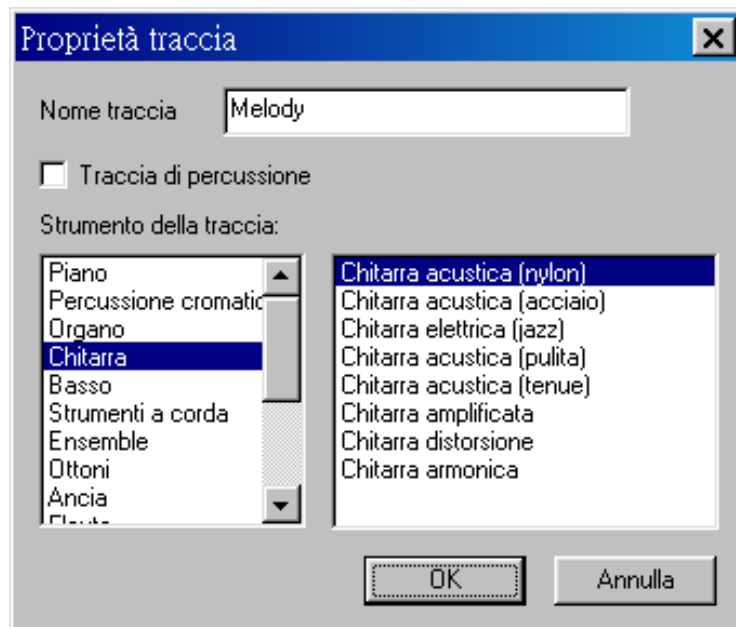 Proprietà traccia
Nome traccia
Melody
Traccia di percussione
Strumento della traccia:
Piano
Percussione cromatic
Organo
Chitarra
Basso
Strumenti a corda
Ensemble
Ottoni
Ancia
Chitarra acustica (nylon)
Chitarra acustica (acciaio)
Chitarra elettrica (jazz)
Chitarra acustica (pulita)
Chitarra acustica (tenue)
Chitarra amplificata
Chitarra distorsione
Chitarra armonica
OK
Annulla